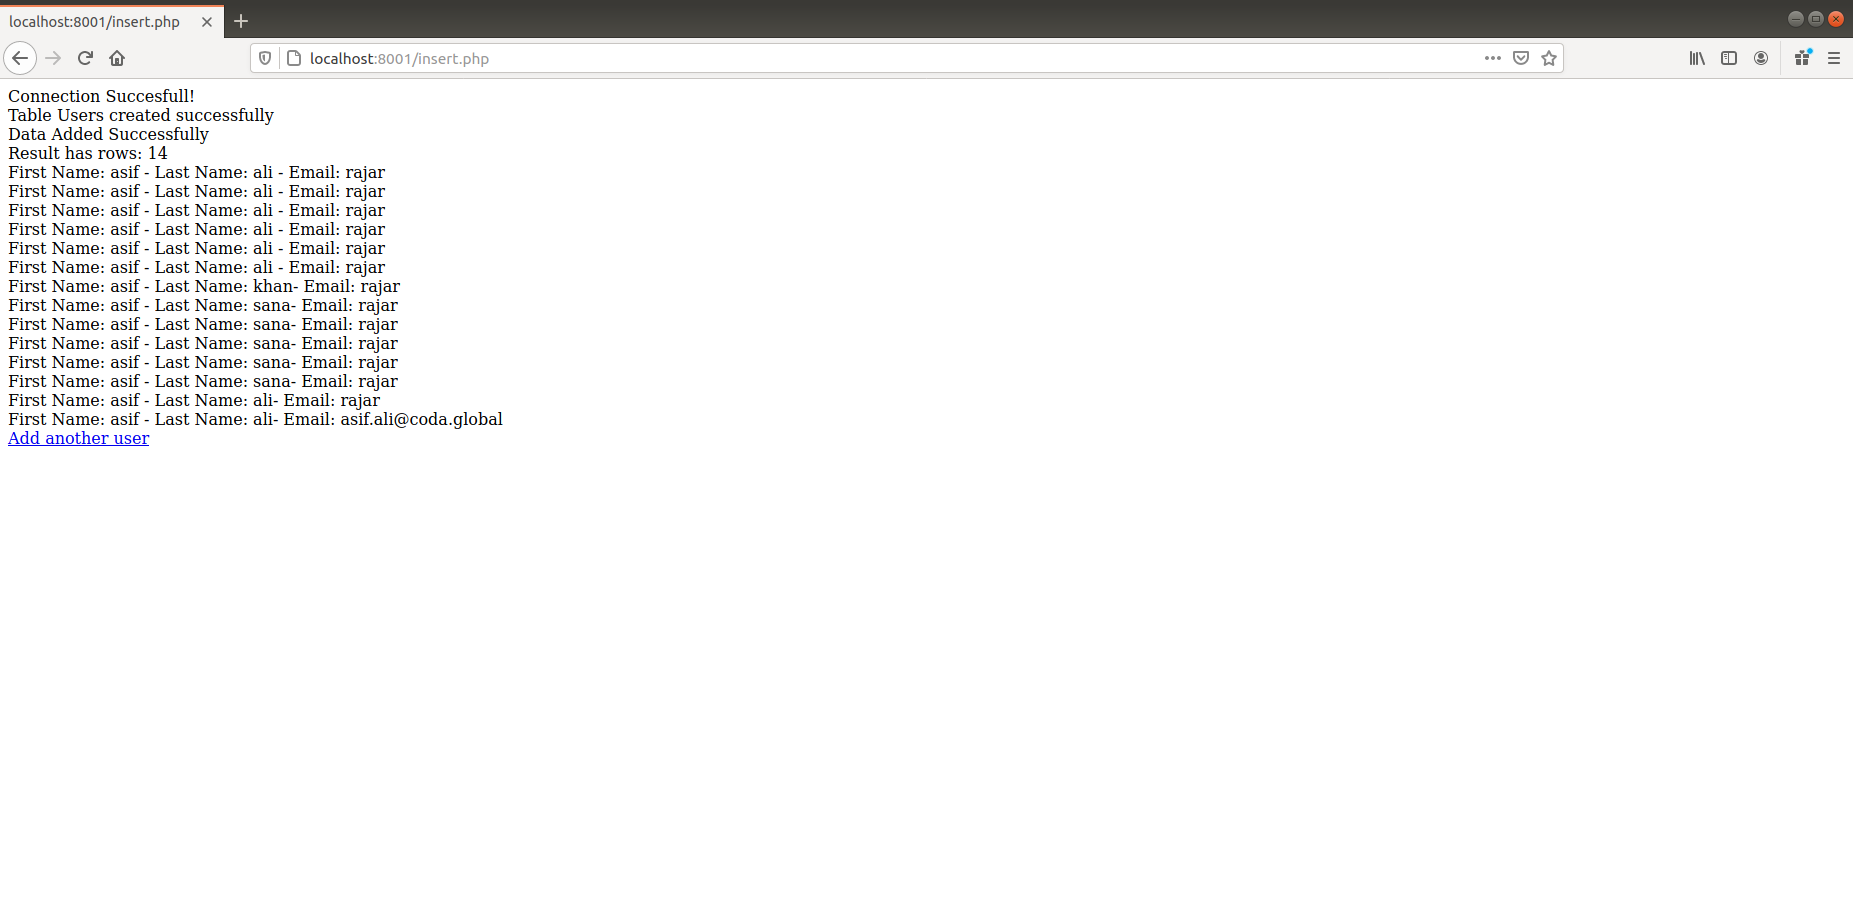 localhost:8001/insert.php
localhost:8001/insert.php
Connection Succesfull!
Table Users created successfully
Data Added Successfully
Result has rows: 14
First Name: asif - Last Name: ali - Email: rajar
First Name: asif - Last Name: ali - Email: rajar
First Name: asif - Last Name: ali - Email: rajar
First Name: asif - Last Name: ali - Email: rajar
First Name: asif - Last Name: ali - Email: rajar
First Name: asif - Last Name: ali - Email: rajar
First Name: asif - Last Name: khan- Email: rajar
First Name: asif - Last Name: sana- Email: rajar
First Name: asif - Last Name: sana- Email: rajar
First Name: asif - Last Name: sana- Email: rajar
First Name: asif - Last Name: sana- Email: rajar
First Name: asif - Last Name: sana- Email: rajar
First Name: asif - Last Name: ali- Email: rajar
First Name: asif - Last Name: ali- Email: asif.ali@coda.global
Add another user